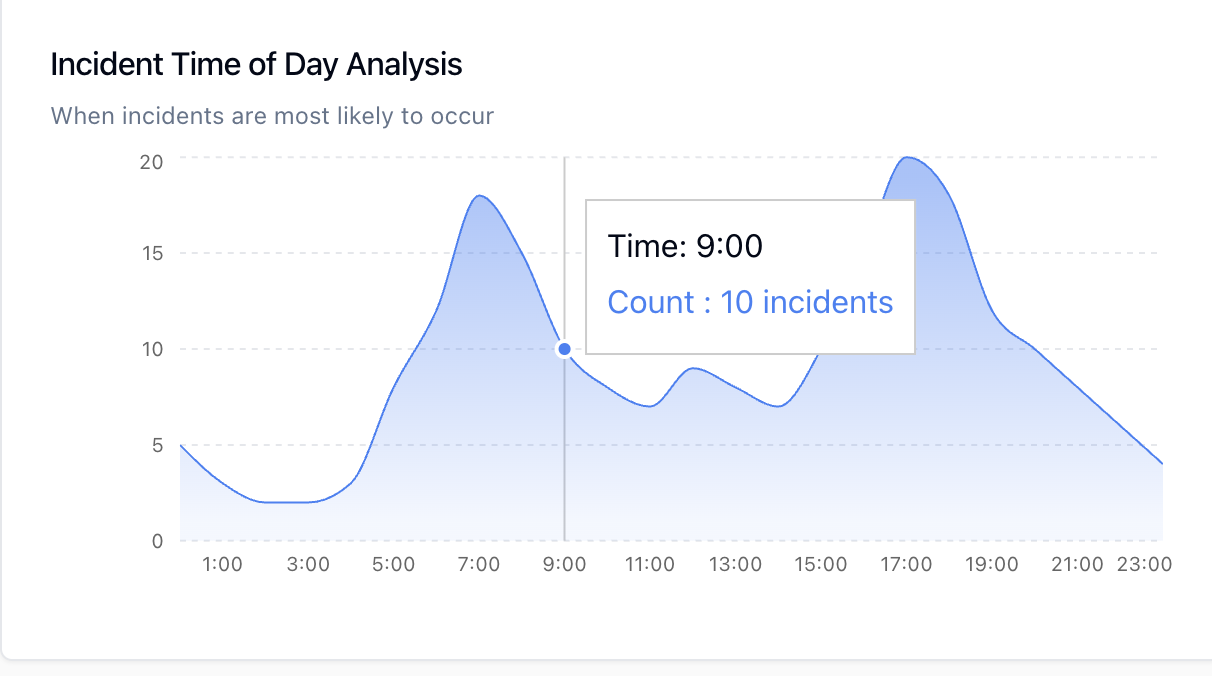 Incident Time of Day Analysis
When incidents are most likely to occur
20
15
10
5
0
Time: 9:00
Count : 10 incidents
1:00 3:00 5:00 7:00 9:00 11:00 13:00 15:00 17:00 19:00 21:00 23:00